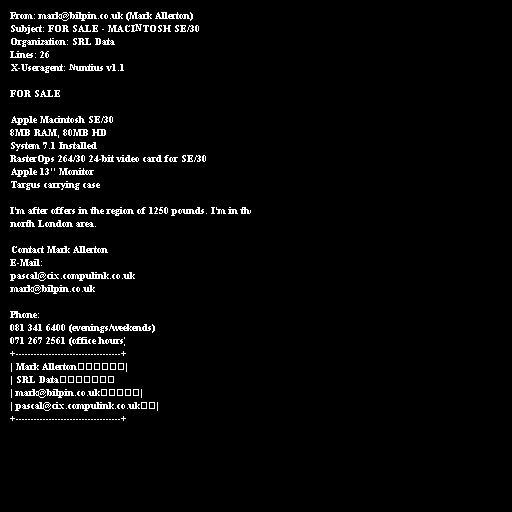 From: mark@bilpin.co.uk (Mark Allerton)
Subject: FOR SALE - MACINTOSH SE/30
Organization: SRL Data
Lines: 26
X-Useragent: Nuntius v1.1

FOR SALE

Apple Macintosh SE/30
8MB RAM, 80MB HD
System 7.1 Installed
RasterOps 264/30 24-bit video card for SE/30
Apple 13" Monitor
Targus carrying case

I'm after offers in the region of 1250 pounds. I'm in th
north London area.

Contact Mark Allerton
E-Mail:
pascal@cix.compulink.co.uk
mark@bilpin.co.uk

Phone:
081 341 6400 (evenings/weekends)
071 267 2561 (office hours)
+-----------------------------------+
| Mark Allerton□□□□□□|
| SRL Data□□□□□□□
| mark@bilpin.co.uk□□□□□|
| pascal@cix.compulink.co.uk□□|
+-----------------------------------+